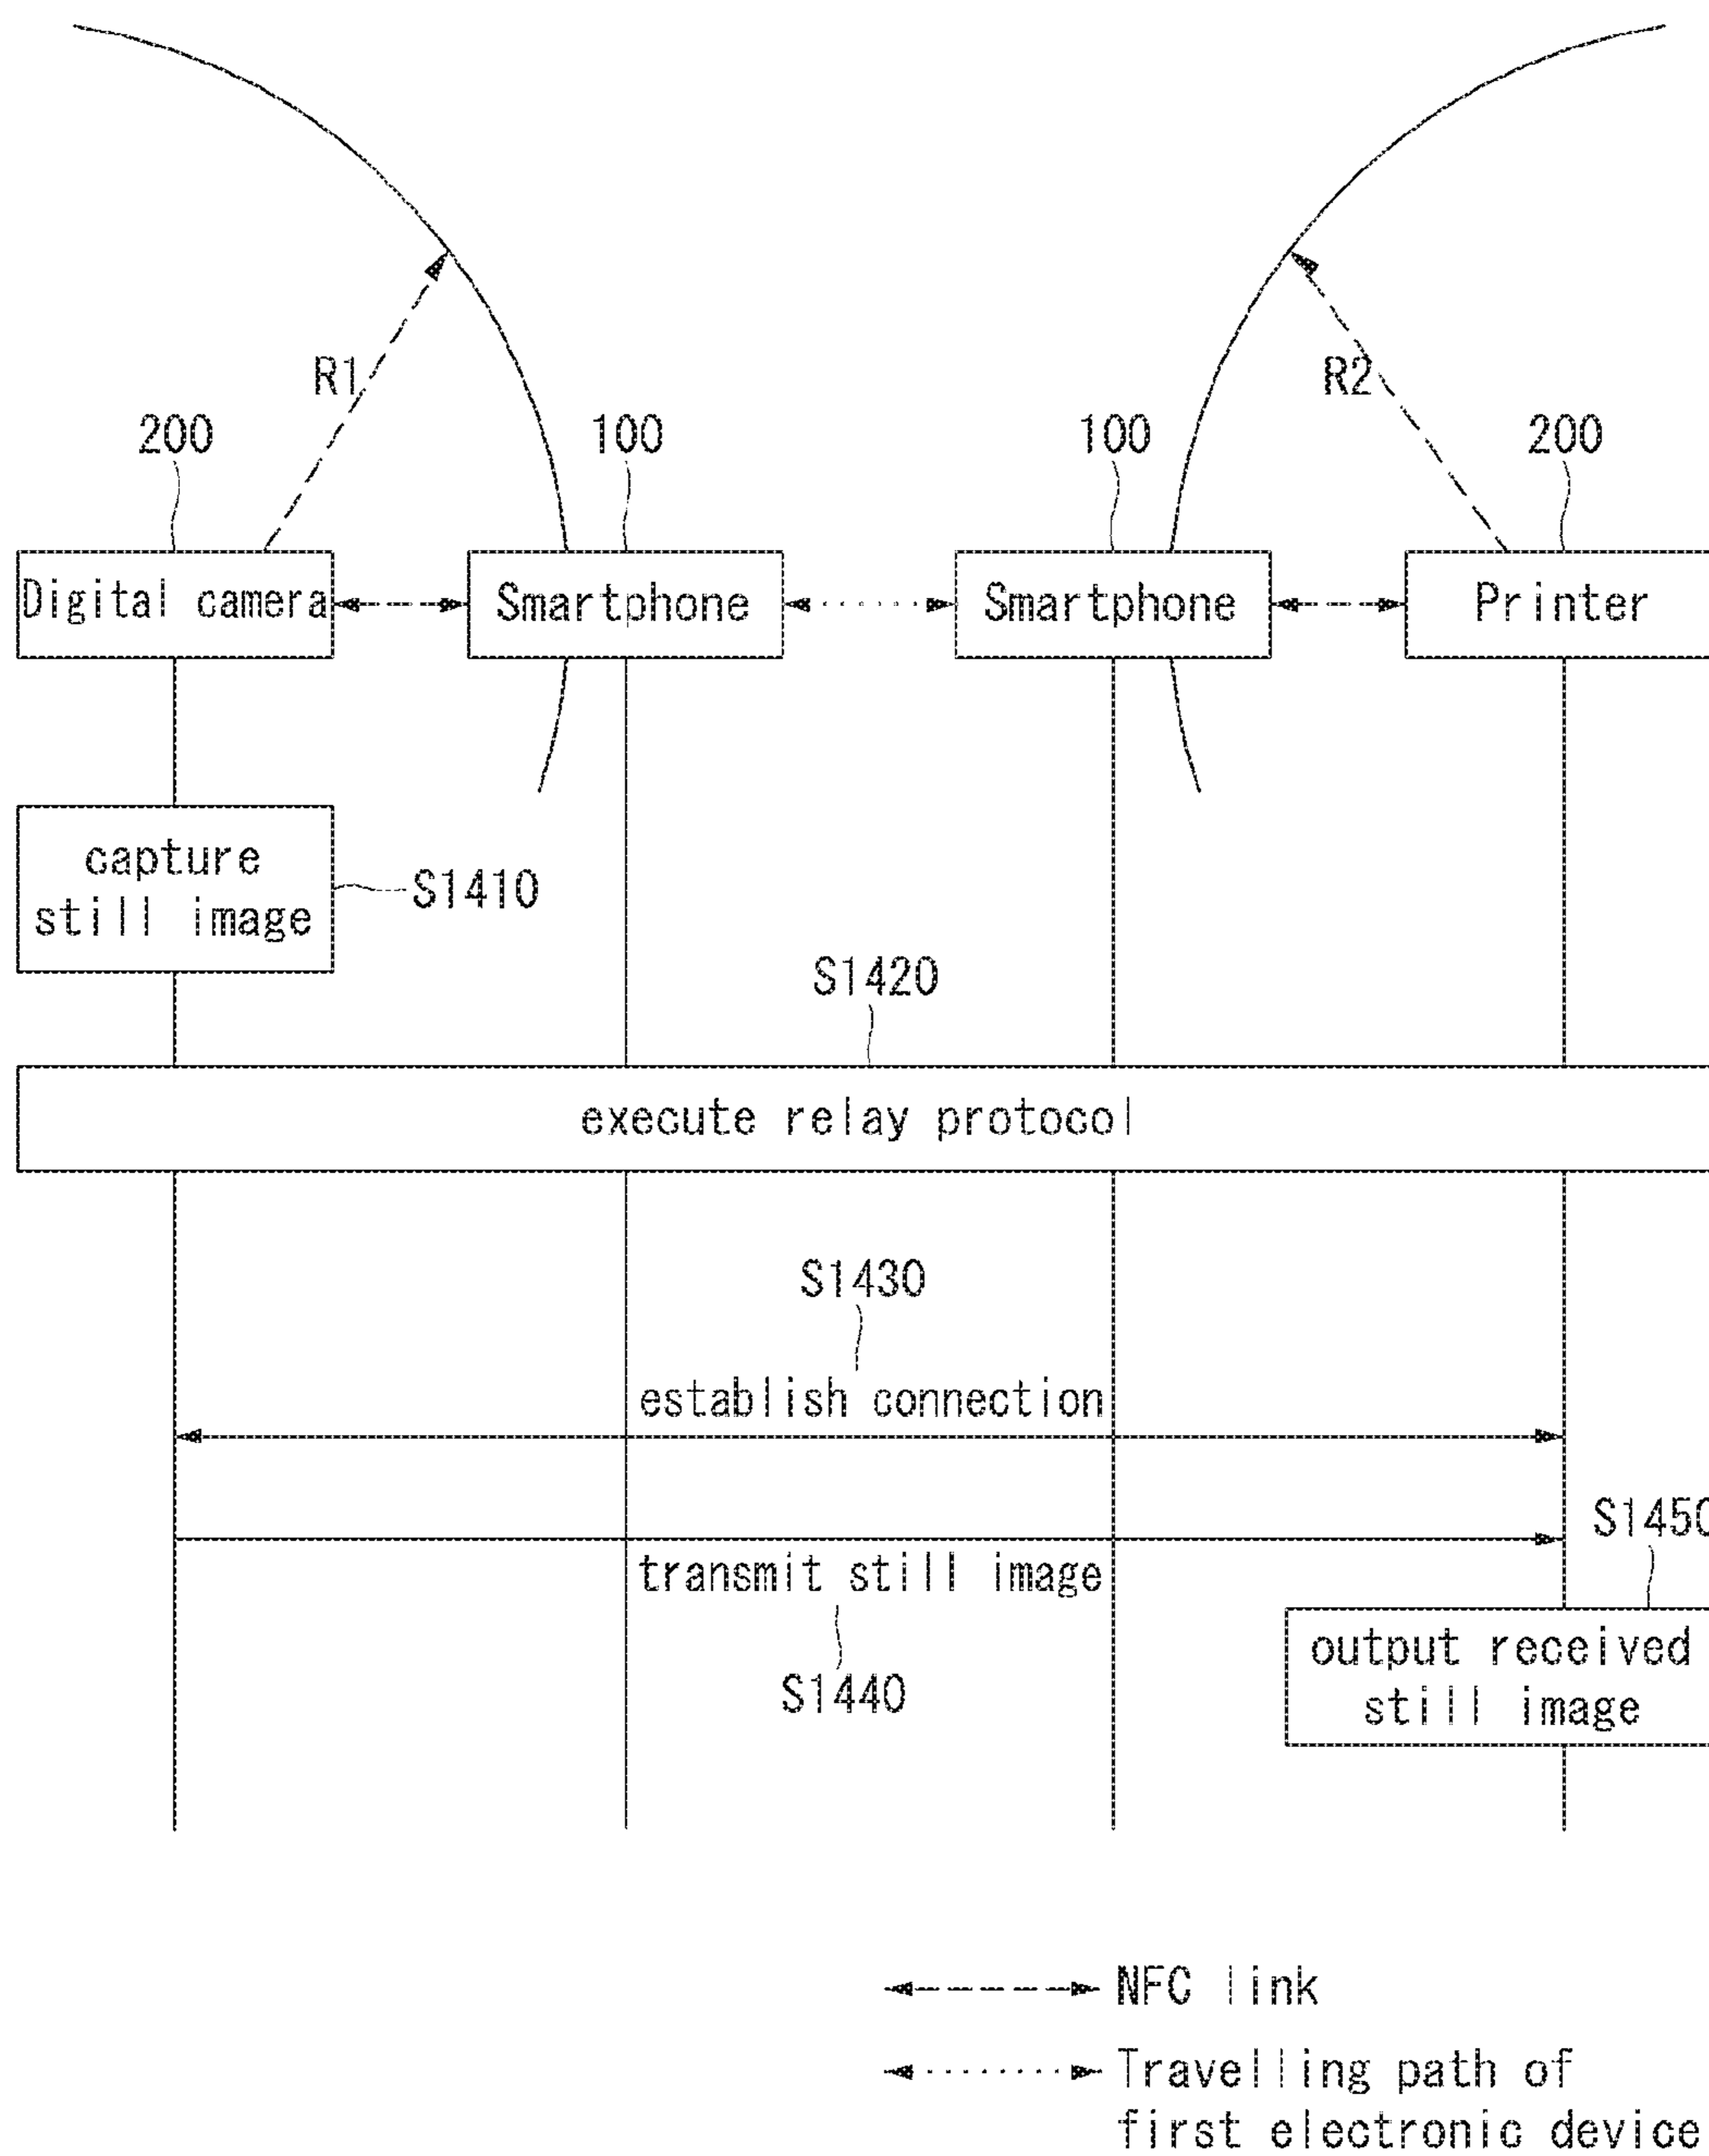 R1
R2
200
100
100
200
Digital camera
Smartphone
Smartphone
Printer
capture
still image
S1410
S1420
execute relay protocol
S1430
establish connection
S1450
transmit still image
S1440
output received
still image
NFC link
Travelling path of
first electronic device